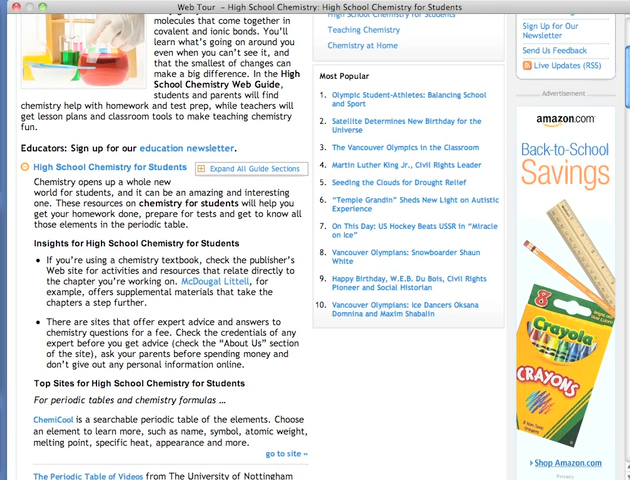 Web Tour – High School Chemistry: High School Chemistry for Students
molecules that come together in
covalent and ionic bonds. You'll
learn what's going on around you
even when you can't see it, and
that the smallest of changes can
make a big difference. In the High
School Chemistry Web Guide,
students and parents will find
chemistry help with homework and test prep, while teachers will
get lesson plans and classroom tools to make teaching chemistry
fun.
Educators: Sign up for our education newsletter.
High School Chemistry for Students
Expand All Guide Sections
Chemistry opens up a whole new
world for students, and it can be an amazing and interesting
one. These resources on chemistry for students will help you
get your homework done, prepare for tests and get to know all
those elements in the periodic table.
Insights for High School Chemistry for Students
• If you're using a chemistry textbook, check the publisher's
Web site for activities and resources that relate directly to
the chapter you're working on. McDougal Littell, for
example, offers supplemental materials that take the
chapters a step further.
• There are sites that offer expert advice and answers to
chemistry questions for a fee. Check the credentials of any
expert before you get advice (check the "About Us" section
of the site), ask your parents before spending money and
don't give out any personal information online.
Top Sites for High School Chemistry for Students
For periodic tables and chemistry formulas ...
ChemiCool is a searchable periodic table of the elements. Choose
an element to learn more, such as name, symbol, atomic weight,
melting point, specific heat, appearance and more.
go to site »
The Periodic Table of Videos from The University of Nottingham
High School Chemistry for Students
Teaching Chemistry
Chemistry at Home
Most Popular
1. Olympic Student-Athletes: Balancing School
and Sport
2. Satellite Determines New Birthday for the
Universe
3. The Vancouver Olympics in the Classroom
4. Martin Luther King Jr., Civil Rights Leader
5. Seeding the Clouds for Drought Relief
6. "Temple Grandin" Sheds New Light on Autistic
Experience
7. On This Day: US Hockey Beats USSR in "Miracle
on Ice"
8. Vancouver Olympians: Snowboarder Shaun
White
9. Happy Birthday, W.E.B. Du Bois, Civil Rights
Pioneer and Social Historian
10. Vancouver Olympians: Ice Dancers Oksana
Domnina and Maxim Shabalin
Sign Up for Our
Newsletter
Send Us Feedback
Live Updates (RSS)
Advertisement
amazon.com
Back-to-School
Savings
8
Crayola
CRAYONS
Shop Amazon.com
Privacy